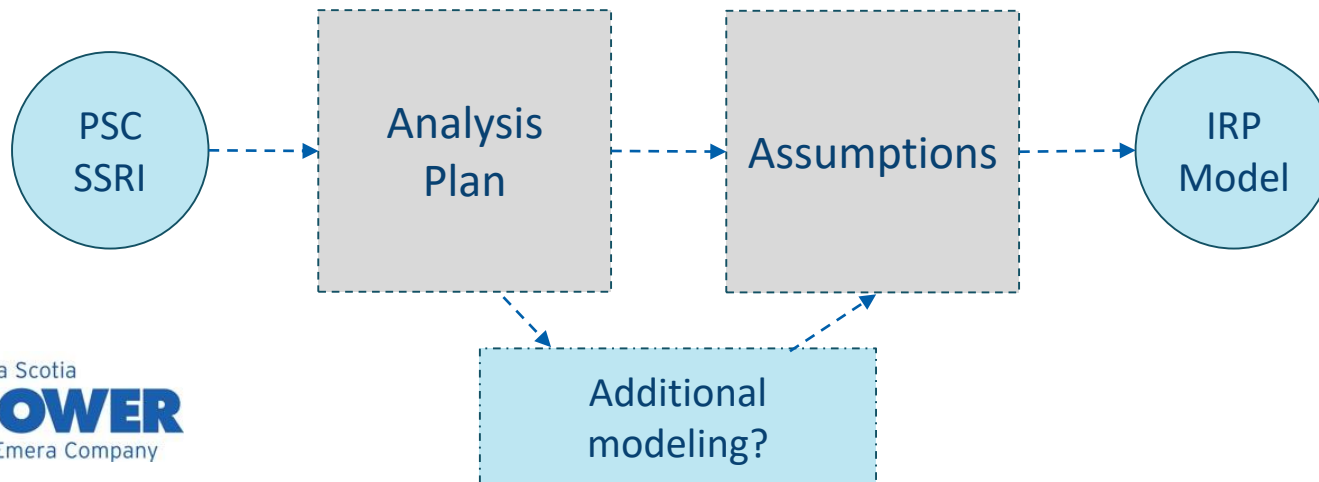 PSC
SSRI
Analysis
Plan
Assumptions
IRP
Model
Additional
modeling?
a Scotia
OWER
Emera Company